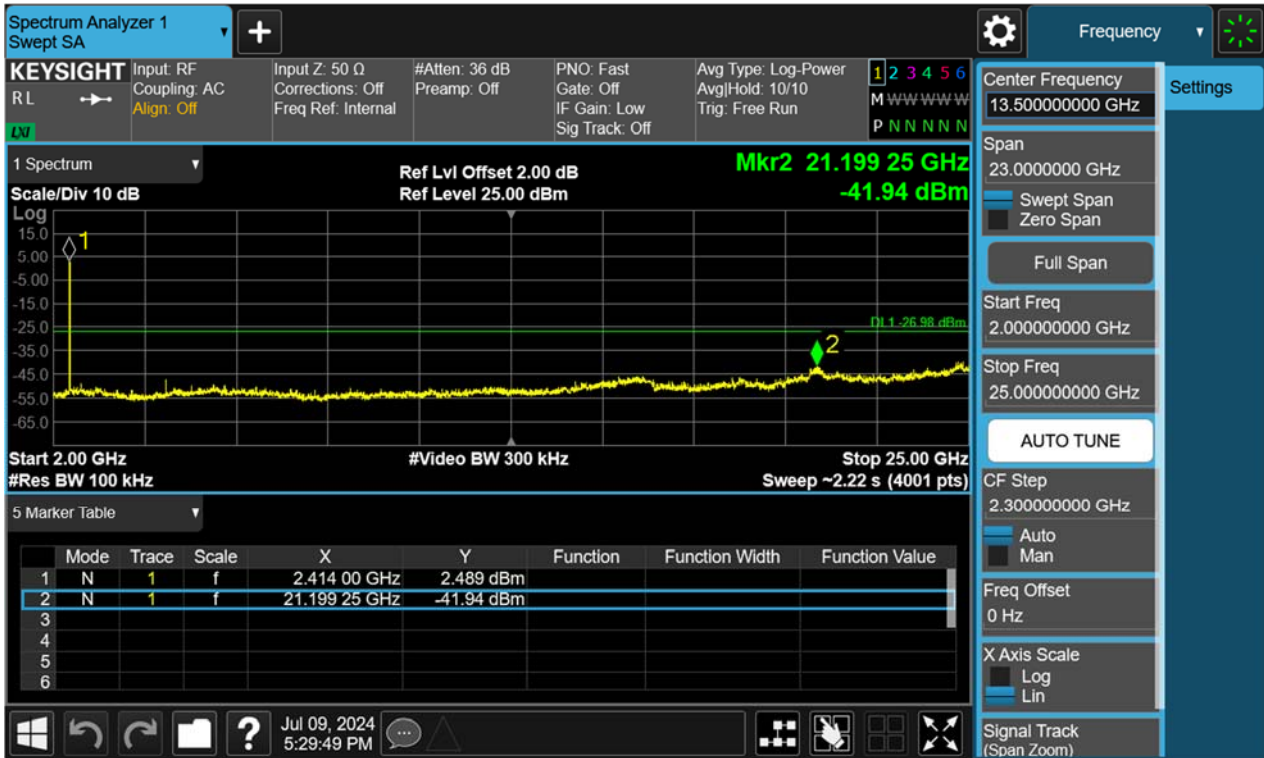 Spectrum Analyzer 1
Swept SA
Frequency
KEYSIGHT
R L
LXI
Input: RF
Coupling: AC
Align: Off
Input Z: 50 Ω
Corrections: Off
Freq Ref: Internal
#Atten: 36 dB
Preamp: Off
PNO: Fast
Gate: Off
IF Gain: Low
Sig Track: Off
Avg Type: Log-Power
Avg|Hold: 10/10
Trig: Free Run
1 2 3 4 5 6
M W W W W W W
P N N N N N
1 Spectrum
Ref Lvl Offset 2.00 dB
Mkr2 21.199 25 GHz
Scale/Div 10 dB
Ref Level 25.00 dBm
-41.94 dBm
Log
15.0
5.00
-5.00
-15.0
-25.0
-35.0
-45.0
-55.0
-65.0
1
DL1 -26.98 dBm
2
Start 2.00 GHz
#Video BW 300 kHz
Stop 25.00 GHz
#Res BW 100 kHz
Sweep ~2.22 s (4001 pts)
5 Marker Table
Mode Trace Scale X Y Function Function Width Function Value
1 N 1 f 2.414 00 GHz 2.489 dBm
2 N 1 f 21.199 25 GHz -41.94 dBm
3
4
5
6
?
Jul 09, 2024
5:29:49 PM
Center Frequency
13.500000000 GHz
Settings
Span
23.0000000 GHz
Swept Span
Zero Span
Full Span
Start Freq
2.000000000 GHz
Stop Freq
25.000000000 GHz
AUTO TUNE
CF Step
2.300000000 GHz
Auto
Man
Freq Offset
0 Hz
X Axis Scale
Log
Lin
Signal Track
(Span Zoom)